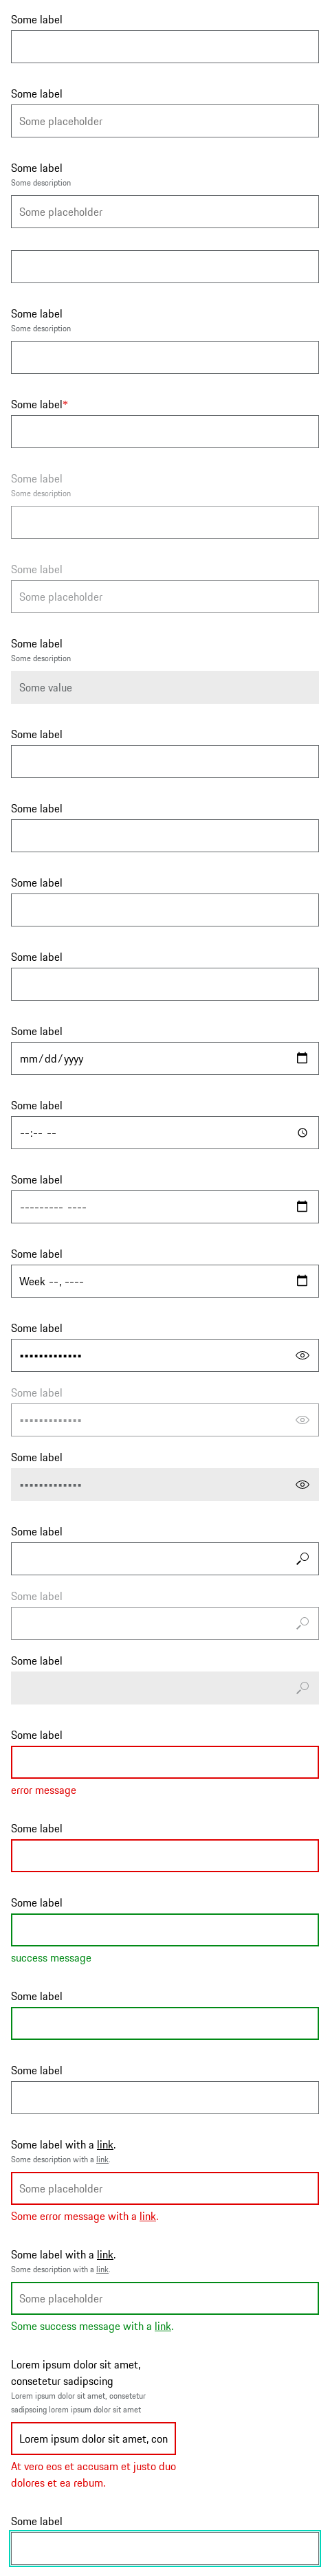 Some label
Some label
Some placeholder
Some label
Some description
Some placeholder
Some label
Some description
Some label*
Some label
Some description
Some label
Some placeholder
Some label
Some description
Some value
Some label
Some label
Some label
Some label
Some label
mm/dd/yyyy
Some label
--:-- --
Some label
--------- ----
Some label
Week --, ----
Some label
•••••••••••••
Some label
•••••••••••••
Some label
•••••••••••••
Some label
Some label
Some label
Some label
error message
Some label
Some label
success message
Some label
Some label
Some label with a link.
Some description with a link.
Some placeholder
Some error message with a link.
Some label with a link.
Some description with a link.
Some placeholder
Some success message with a link.
Lorem ipsum dolor sit amet,
consetetur sadipscing
Lorem ipsum dolor sit amet, consetetur
sadipscing lorem ipsum dolor sit amet
Lorem ipsum dolor sit amet, con
At vero eos et accusam et justo duo
dolores et ea rebum.
Some label